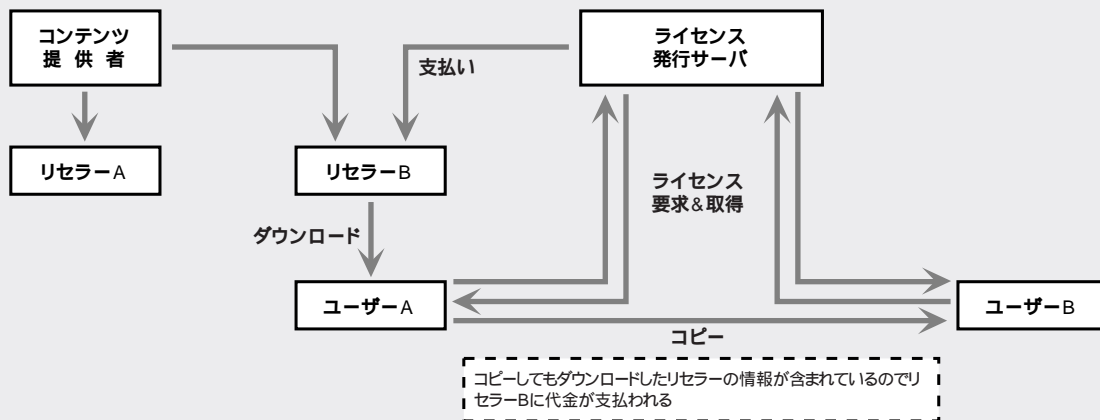 コンテンツ
提供者
ライセンス
発行サーバ
支払い
リセラーA
リセラーB
ライセンス
要求&取得
ダウンロード
ユーザーA
ユーザーB
コピー
コピーしてもダウンロードしたリセラーの情報が含まれているのでリ
セラーBに代金が支払われる